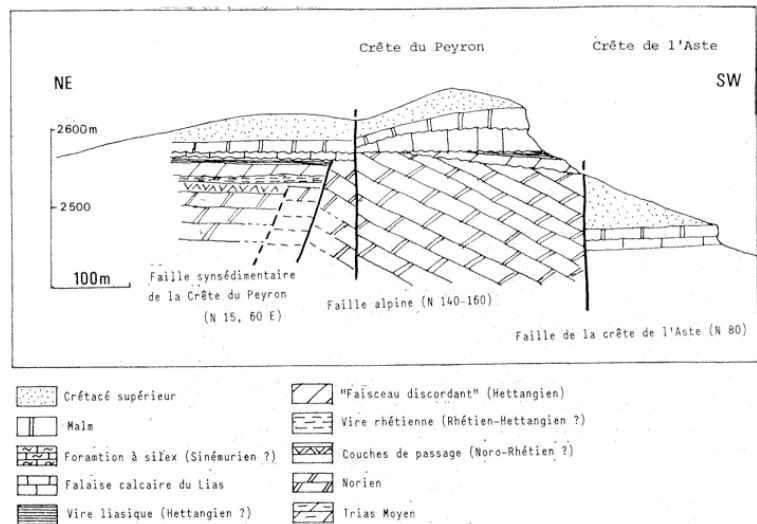 Crête du Peyron
Crête de l'Aste
NE
SW
2600m
2500
100m
Faille synsédimentaire
de la Crête du Peyron
(N 15, 60 E)
Faille alpine (N 140-160)
Faille de la crête de l'Aste (N 80)
Crétacé supérieur
Malm
Foramtion à silex (Sinémurien ?)
Falaise calcaire du Lias
Vire liasique (Hettangien ?)
"Faisceau discordant" (Hettangien)
Vire rhétienne (Rhétien-Hettangien ?)
Couches de passage (Noro-Rhétien ?)
Norien
Trias Moyen